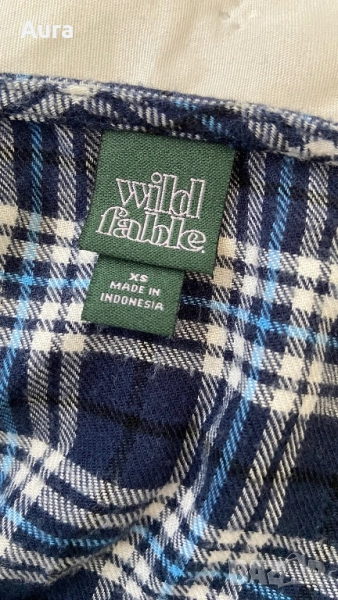 Aura
wild
fable.
XS
MADE IN
INDONESIA